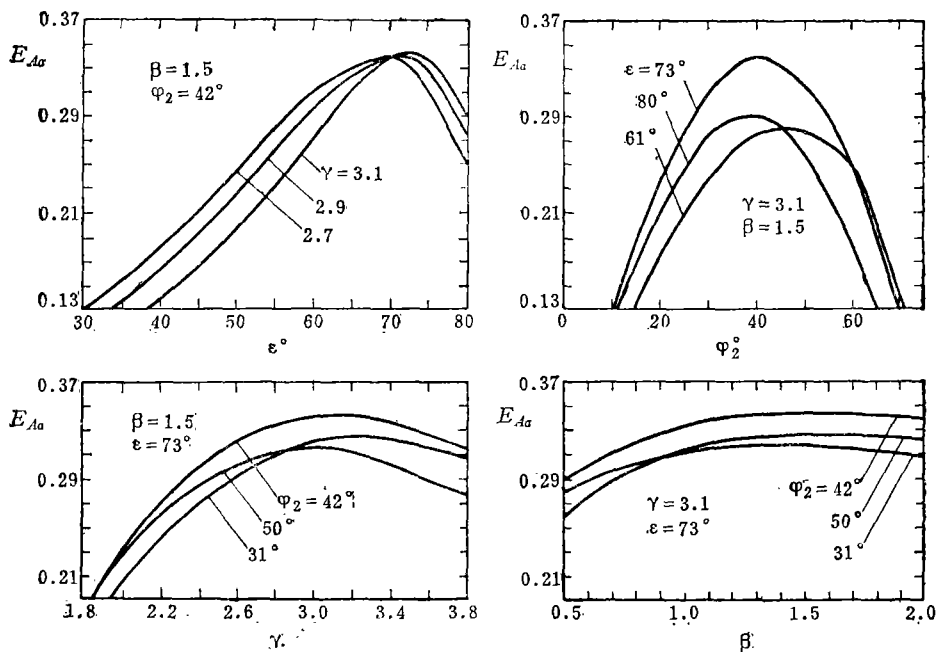 0.37
E_Aα
0.29
0.21
0.13
β = 1.5
φ₂ = 42°
γ = 3.1
2.9
2.7
30 40 50 60 70 80
ε°
0.37
E_Aα
0.29
0.21
0.13
ε = 73°
80°
61°
γ = 3.1
β = 1.5
0 20 40 60
φ₂°
0.37
E_Aα
0.29
0.21
β = 1.5
ε = 73°
φ₂ = 42°
50°
31°
1.8 2.2 2.6 3.0 3.4 3.8
γ
0.37
E_Aα
0.29
0.21
φ₂ = 42°
γ = 3.1
ε = 73°
50°
31°
0.5 1.0 1.5 2.0
β